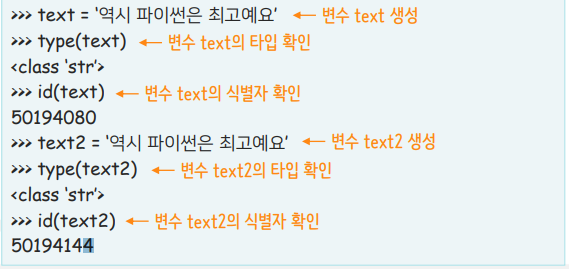 >>> text = '역시 파이썬은 최고예요' ← 변수 text 생성
>>> type(text) ← 변수 text의 타입 확인
<class 'str'>
>>> id(text) ← 변수 text의 식별자 확인
50194080
>>> text2 = '역시 파이썬은 최고예요' ← 변수 text2 생성
>>> type(text2) ← 변수 text2의 타입 확인
<class 'str'>
>>> id(text2) ← 변수 text2의 식별자 확인
50194144